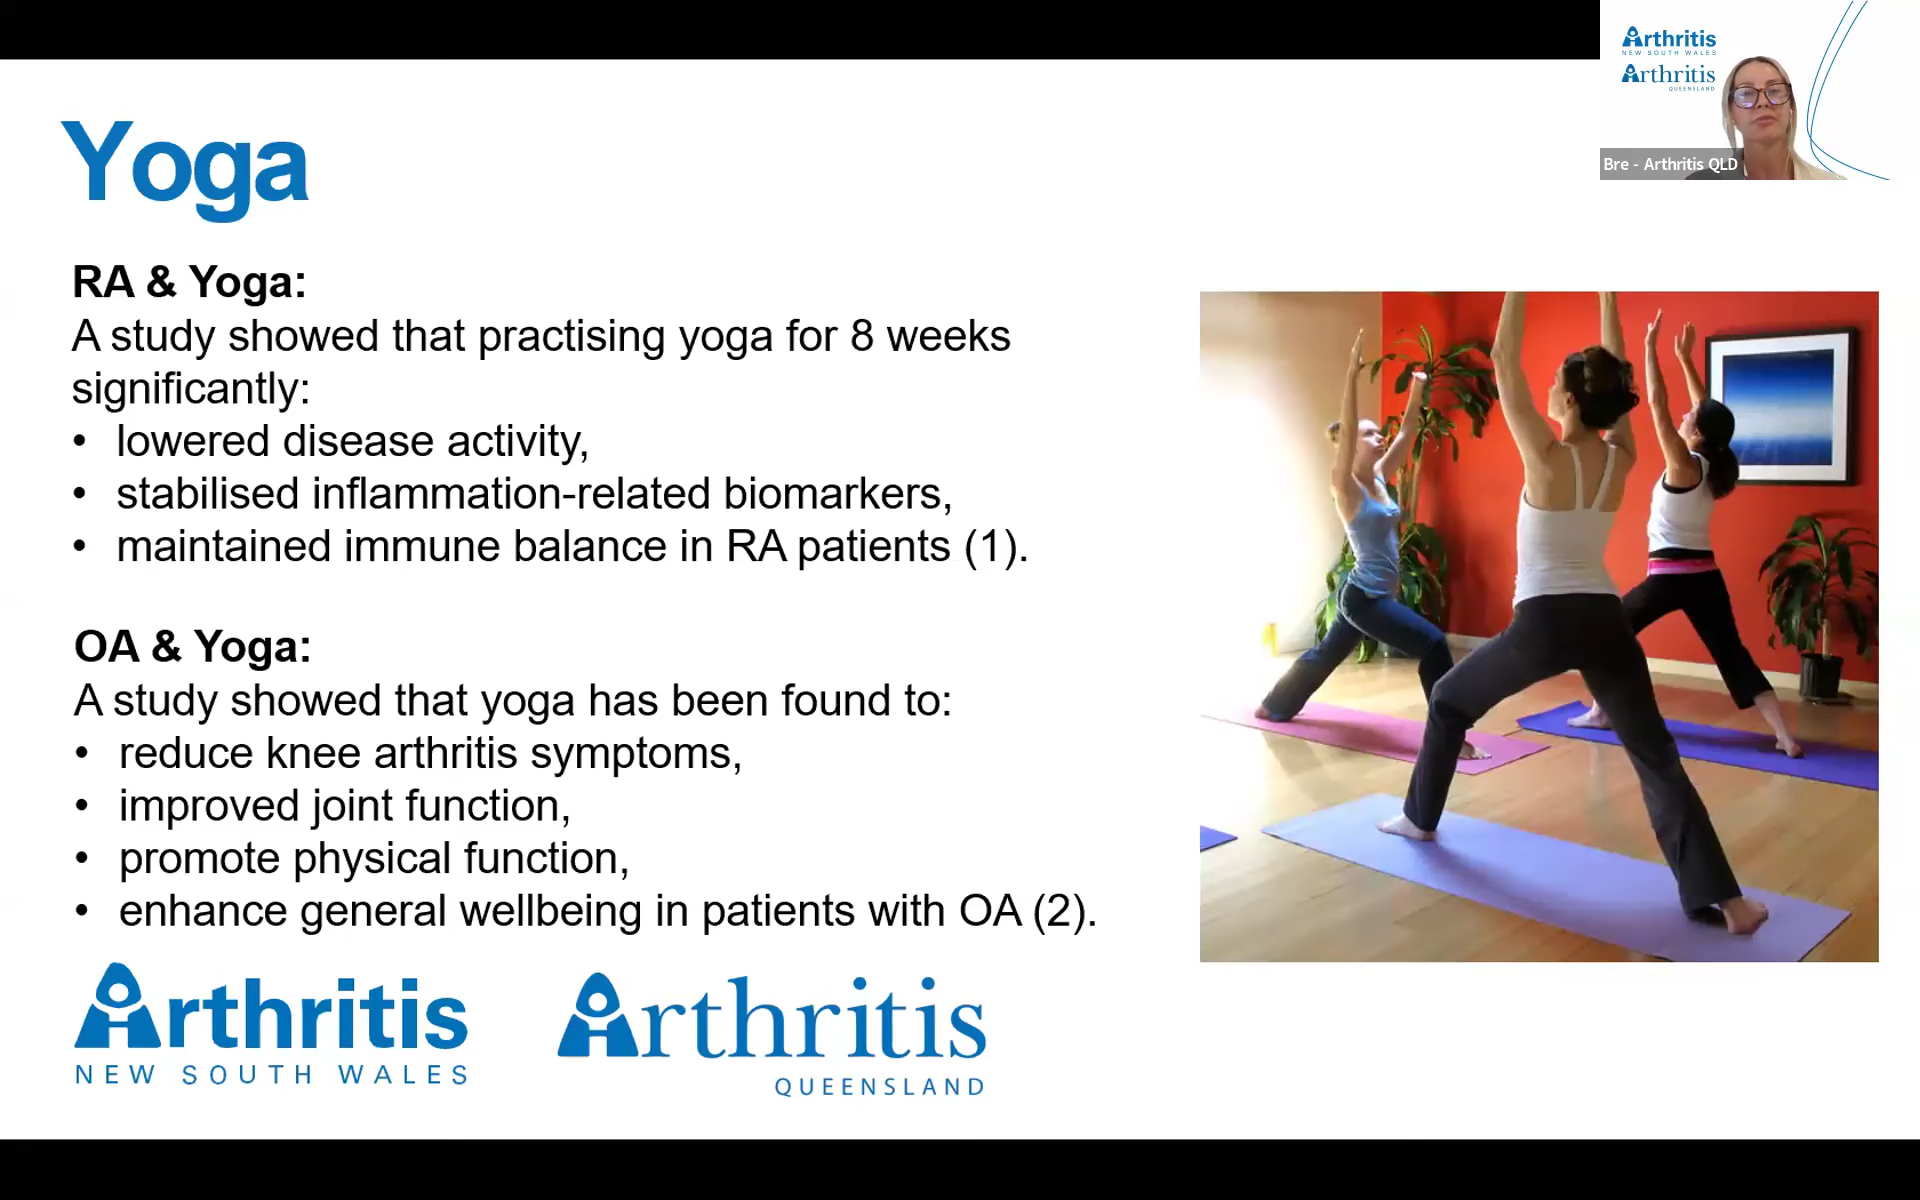 Arthritis
NEW SOUTH WALES
Arthritis
QUEENSLAND
Bre - Arthritis QLD
Yoga
RA & Yoga:
A study showed that practising yoga for 8 weeks
significantly:
• lowered disease activity,
• stabilised inflammation-related biomarkers,
• maintained immune balance in RA patients (1).
OA & Yoga:
A study showed that yoga has been found to:
• reduce knee arthritis symptoms,
• improved joint function,
• promote physical function,
• enhance general wellbeing in patients with OA (2).
Arthritis
NEW SOUTH WALES
Arthritis
QUEENSLAND